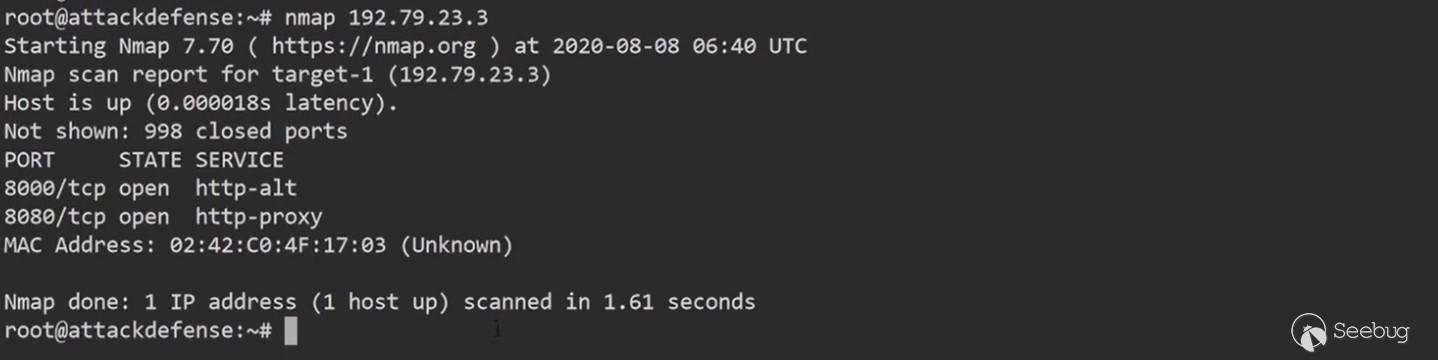 root@attackdefense:~# nmap 192.79.23.3
Starting Nmap 7.70 ( https://nmap.org ) at 2020-08-08 06:40 UTC
Nmap scan report for target-1 (192.79.23.3)
Host is up (0.000018s latency).
Not shown: 998 closed ports
PORT     STATE SERVICE
8000/tcp open  http-alt
8080/tcp open  http-proxy
MAC Address: 02:42:C0:4F:17:03 (Unknown)
Nmap done: 1 IP address (1 host up) scanned in 1.61 seconds
root@attackdefense:~#
Seebug